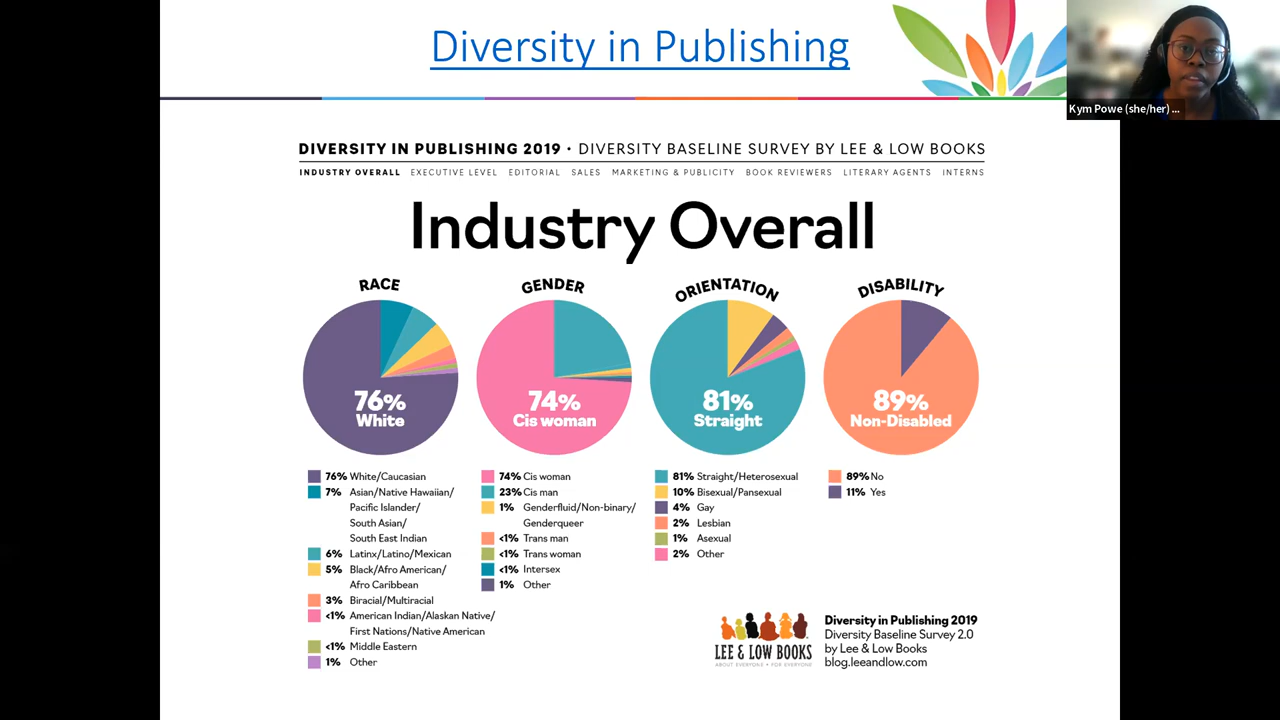 Diversity in Publishing
Kym Powe (she/her) ...
DIVERSITY IN PUBLISHING 2019 • DIVERSITY BASELINE SURVEY BY LEE & LOW BOOKS
INDUSTRY OVERALL EXECUTIVE LEVEL EDITORIAL SALES MARKETING & PUBLICITY BOOK REVIEWERS LITERARY AGENTS INTERNS
Industry Overall
RACE
76%
White
76% White/Caucasian
7% Asian/Native Hawaiian/
Pacific Islander/
South Asian/
South East Indian
6% Latinx/Latino/Mexican
5% Black/Afro American/
Afro Caribbean
3% Biracial/Multiracial
<1% American Indian/Alaskan Native/
First Nations/Native American
<1% Middle Eastern
1% Other
GENDER
74%
Cis woman
74% Cis woman
23% Cis man
1% Genderfluid/Non-binary/
Genderqueer
<1% Trans man
<1% Trans woman
<1% Intersex
1% Other
ORIENTATION
81%
Straight
81% Straight/Heterosexual
10% Bisexual/Pansexual
4% Gay
2% Lesbian
1% Asexual
2% Other
DISABILITY
89%
Non-Disabled
89% No
11% Yes
LEE & LOW BOOKS
ABOUT EVERYONE • FOR EVERYONE
Diversity in Publishing 2019
Diversity Baseline Survey 2.0
by Lee & Low Books
blog.leeandlow.com